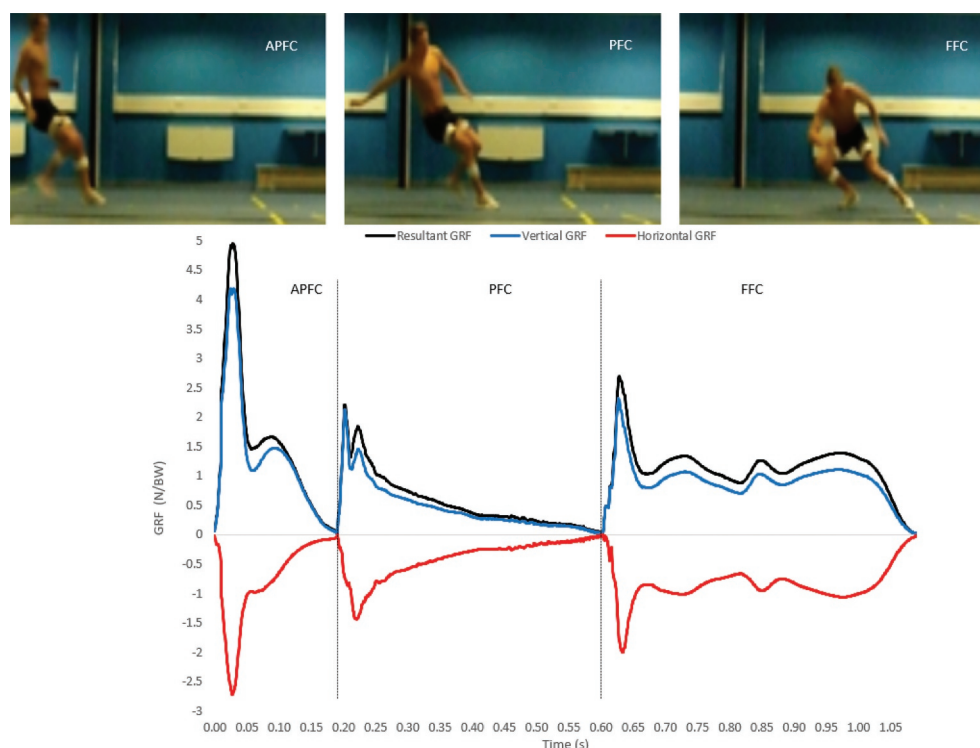 APFC
PFC
FFC
Resultant GRF Vertical GRF Horizontal GRF
APFC
PFC
FFC
GRF (N/BW)
5
4.5
4
3.5
3
2.5
2
1.5
1
0.5
0
-0.5
-1
-1.5
-2
-2.5
-3
0.00 0.05 0.10 0.15 0.20 0.25 0.30 0.35 0.40 0.45 0.50 0.55 0.60 0.65 0.70 0.75 0.80 0.85 0.90 0.95 1.00 1.05
Time (s)